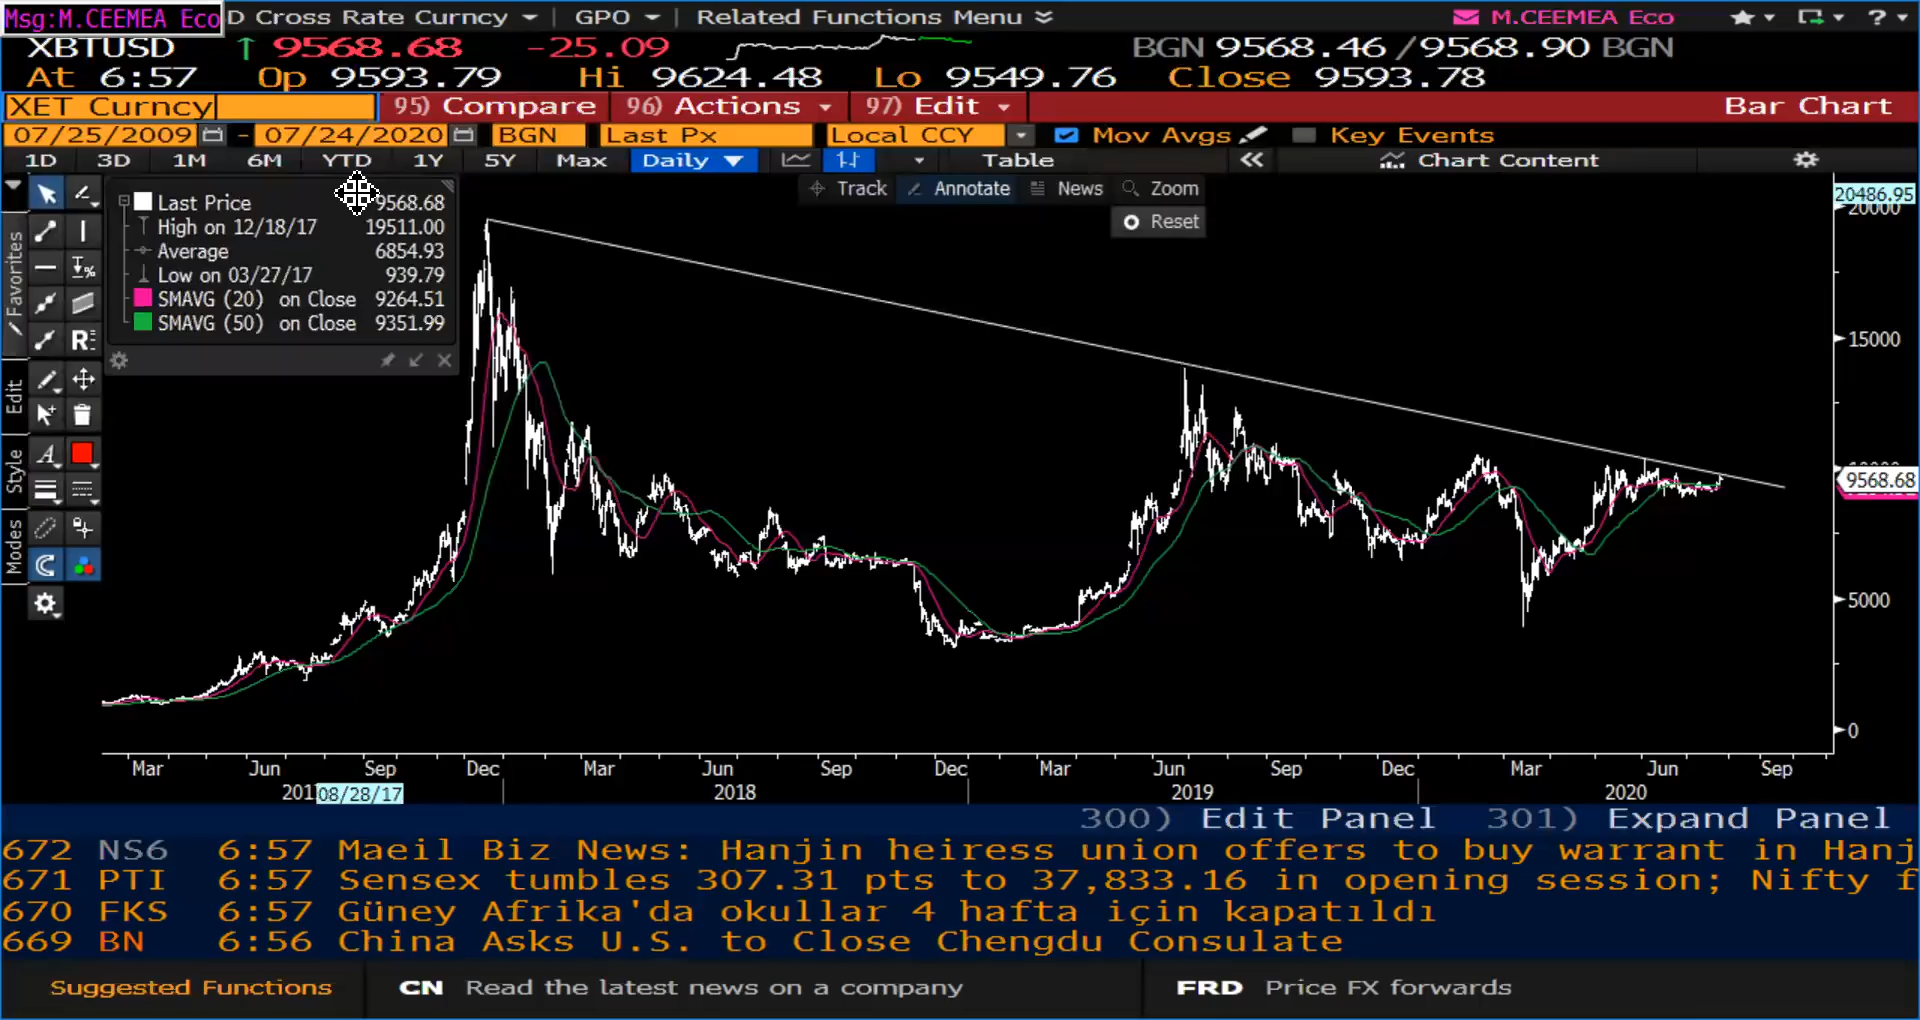 Msg:M.CEEMEA Eco D Cross Rate Curncy GPO Related Functions Menu M.CEEMEA Eco ?
XBTUSD ↑ 9568.68 -25.09 BGN 9568.46 /9568.90 BGN
At 6:57 Op 9593.79 Hi 9624.48 Lo 9549.76 Close 9593.78
XET Curncy 95) Compare 96) Actions 97) Edit Bar Chart
07/25/2009 - 07/24/2020 BGN Last Px Local CCY Mov Avgs Key Events
1D 3D 1M 6M YTD 1Y 5Y Max Daily Table Chart Content
Track Annotate News Zoom
Reset
Last Price 9568.68
High on 12/18/17 19511.00
Average 6854.93
Low on 03/27/17 939.79
SMAVG (20) on Close 9264.51
SMAVG (50) on Close 9351.99
Favorites
Edit
Style
Modes
20486.95
20000
15000
10000
9568.68
5000
0
Mar Jun Sep Dec Mar Jun Sep Dec Mar Jun Sep Dec Mar Jun Sep
08/28/17 2018 2019 2020
300) Edit Panel 301) Expand Panel
672 NS6 6:57 Maeil Biz News: Hanjin heiress union offers to buy warrant in Hanj
671 PTI 6:57 Sensex tumbles 307.31 pts to 37,833.16 in opening session; Nifty f
670 FKS 6:57 Güney Afrika'da okullar 4 hafta için kapatıldı
669 BN 6:56 China Asks U.S. to Close Chengdu Consulate
Suggested Functions CN Read the latest news on a company FRD Price FX forwards